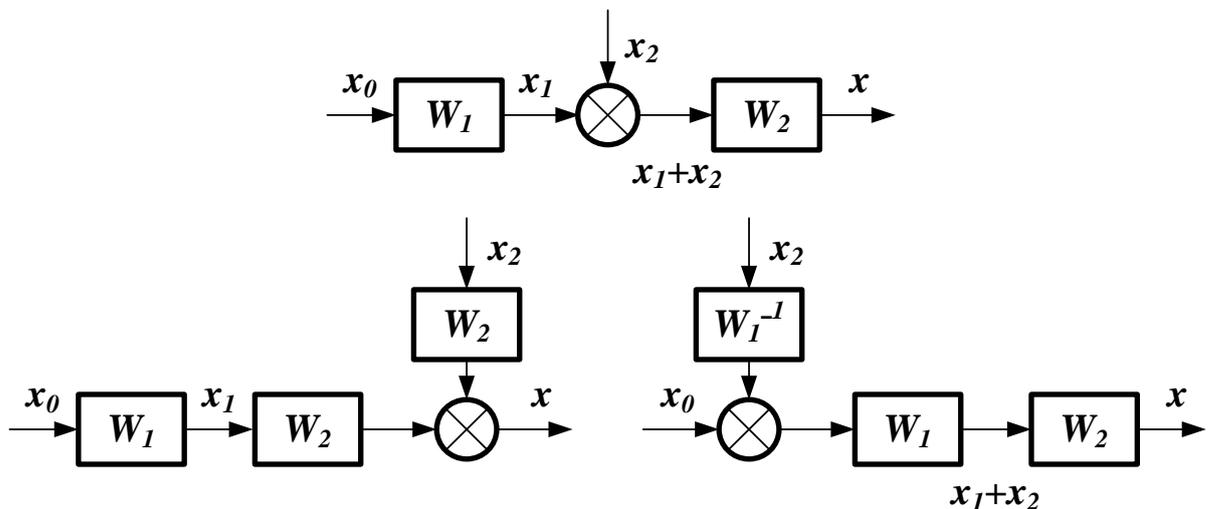 x₂
x₀ W₁ x₁ W₂ x
x₁+x₂
x₂ x₂
W₂ W₁⁻¹
x₀ W₁ x₁ W₂ x x₀ W₁ W₂ x
x₁+x₂